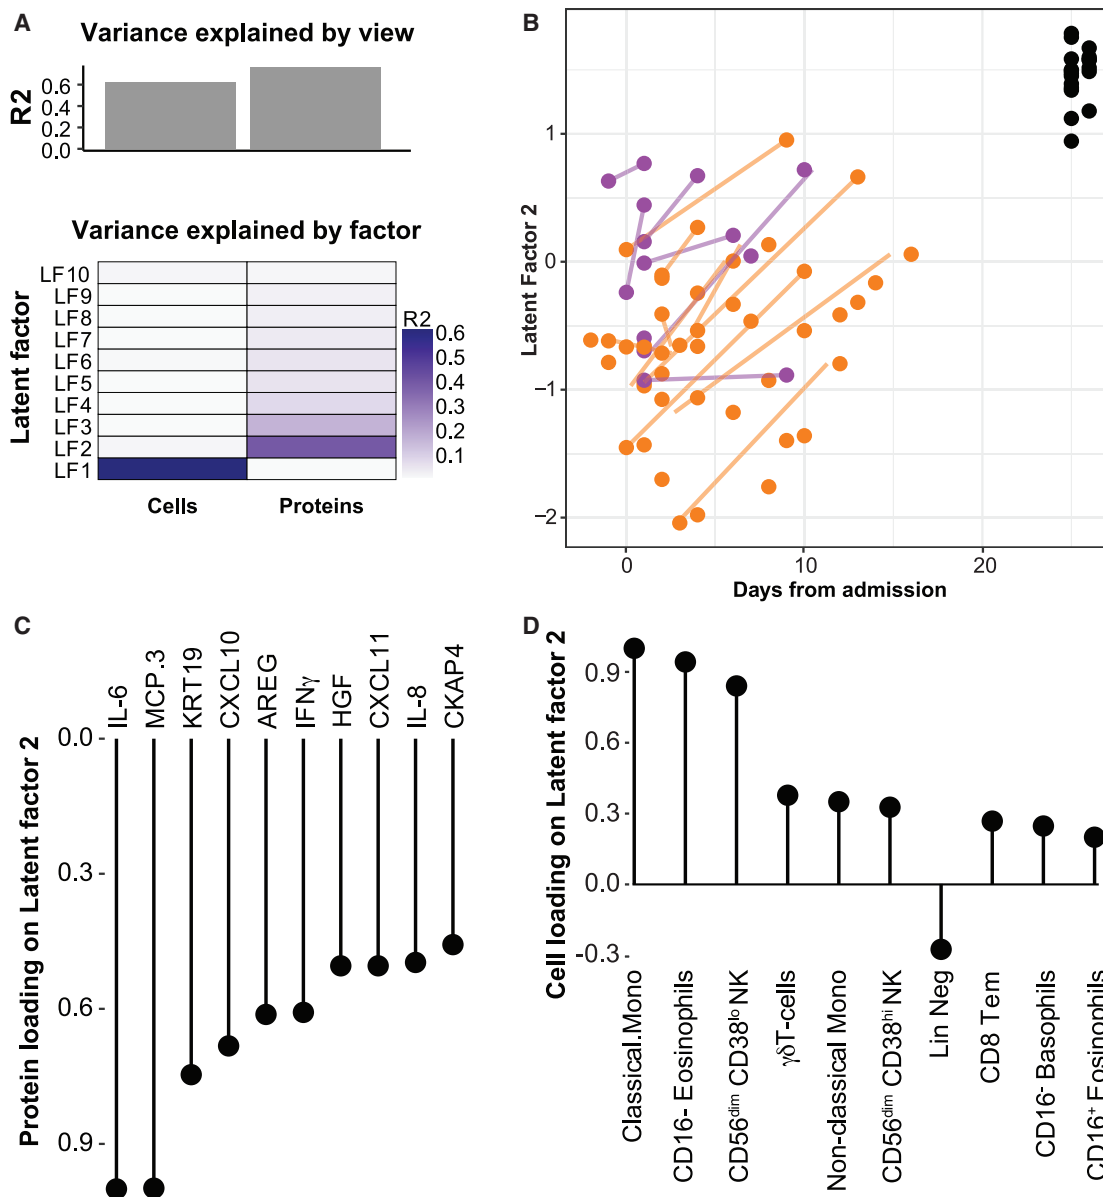 A
Variance explained by view
R2
0.6
0.4
0.2
0.0
Variance explained by factor
Latent factor
LF10
LF9
LF8
LF7
LF6
LF5
LF4
LF3
LF2
LF1
Cells
Proteins
R2
0.6
0.5
0.4
0.3
0.2
0.1
B
Latent Factor 2
1
0
−1
−2
0
10
20
Days from admission
C
Protein loading on Latent factor 2
IL-6
MCP.3
KRT19
CXCL10
AREG
IFNγ
HGF
CXCL11
IL-8
CKAP4
0.0
0.3
0.6
0.9
D
Cell loading on Latent factor 2
0.9
0.6
0.3
0.0
-0.3
Classical.Mono
CD16- Eosinophils
CD56ᵈⁱᵐ CD38ˡᵒ NK
γδT-cells
Non-classical Mono
CD56ᵈⁱᵐ CD38ʰⁱ NK
Lin Neg
CD8 Tem
CD16⁻ Basophils
CD16⁺ Eosinophils